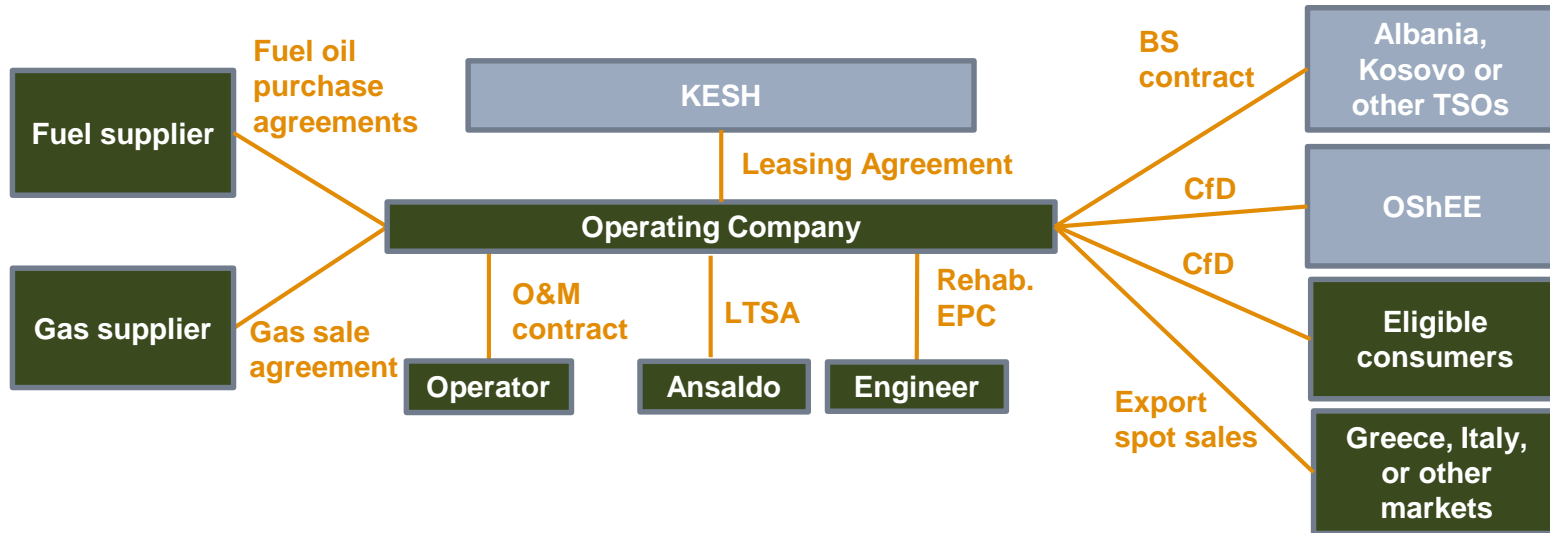 Fuel oil
purchase
agreements
Fuel supplier
KESH
BS
contract
Albania,
Kosovo or
other TSOs
Leasing Agreement
CfD
OShEE
Operating Company
CfD
Gas supplier
Gas sale
agreement
O&M
contract
LTSA
Rehab.
EPC
Eligible
consumers
Operator
Ansaldo
Engineer
Export
spot sales
Greece, Italy,
or other
markets